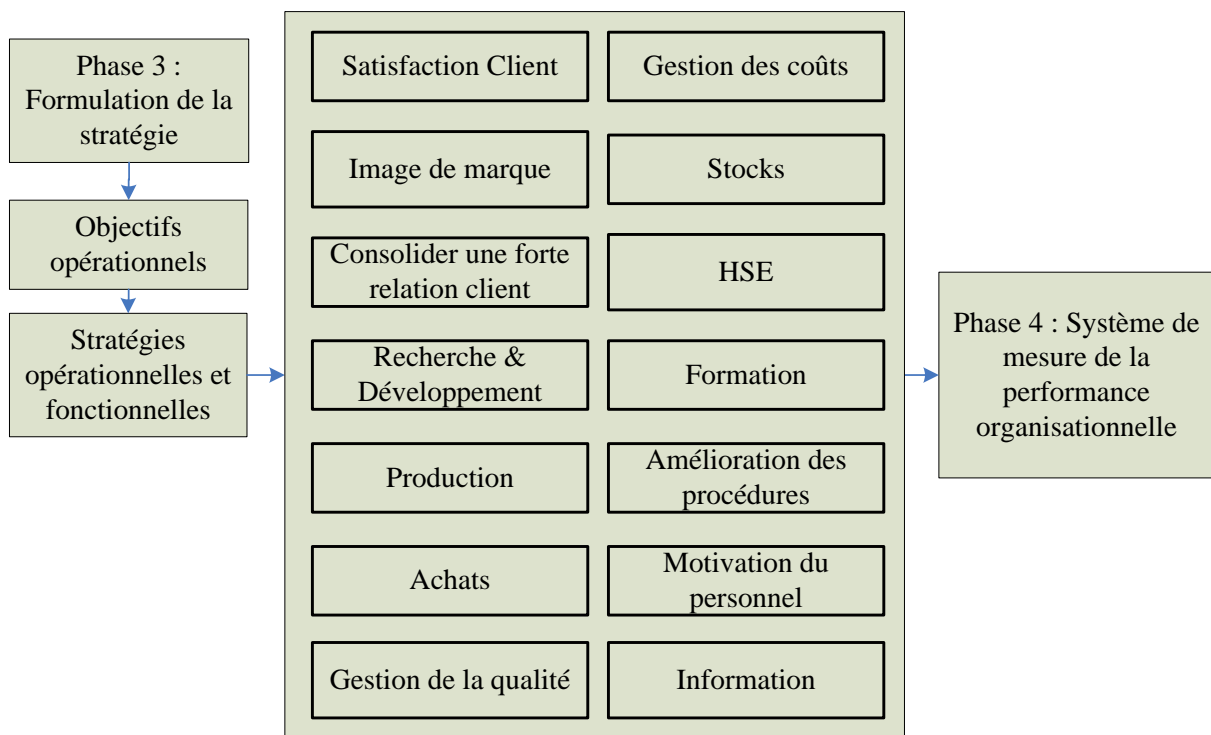 Phase 3 :
Formulation de la
stratégie
Objectifs
opérationnels
Stratégies
opérationnelles et
fonctionnelles
Satisfaction Client
Gestion des coûts
Image de marque
Stocks
Consolider une forte
relation client
HSE
Recherche &
Développement
Formation
Production
Amélioration des
procédures
Achats
Motivation du
personnel
Gestion de la qualité
Information
Phase 4 : Système de
mesure de la
performance
organisationnelle